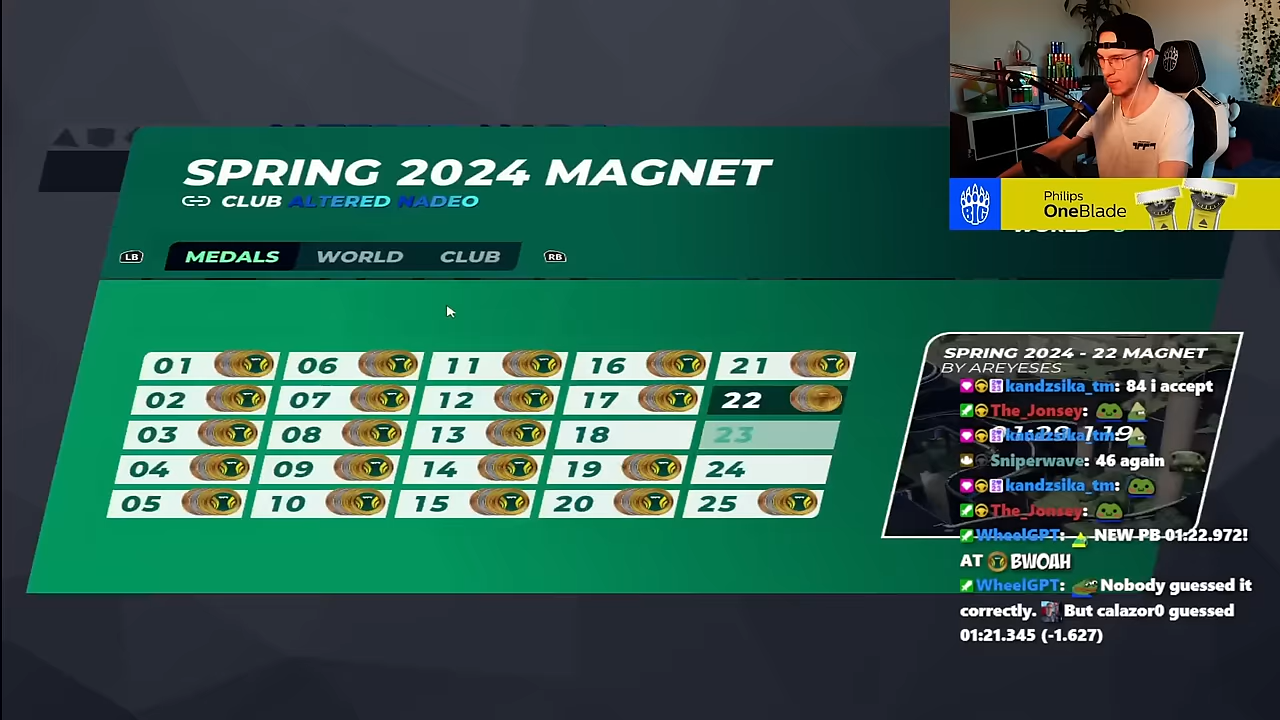 SPRING 2024 MAGNET
CLUB ALTERED NADEO
LB MEDALS WORLD CLUB RB
01 06 11 16 21
02 07 12 17 22
03 08 13 18 23
04 09 14 19 24
05 10 15 20 25
Philips
OneBlade
BIG
WORLD
SPRING 2024 - 22 MAGNET
BY AREYESES
kandzsika_tm: 84 i accept
The_Jonsey:
kandzsika_tm:
Sniperwave: 46 again
kandzsika_tm:
The_Jonsey:
WheelGPT: NEW PB 01:22.972!
AT BWOAH
WheelGPT: Nobody guessed it
correctly. But calazor0 guessed
01:21.345 (-1.627)